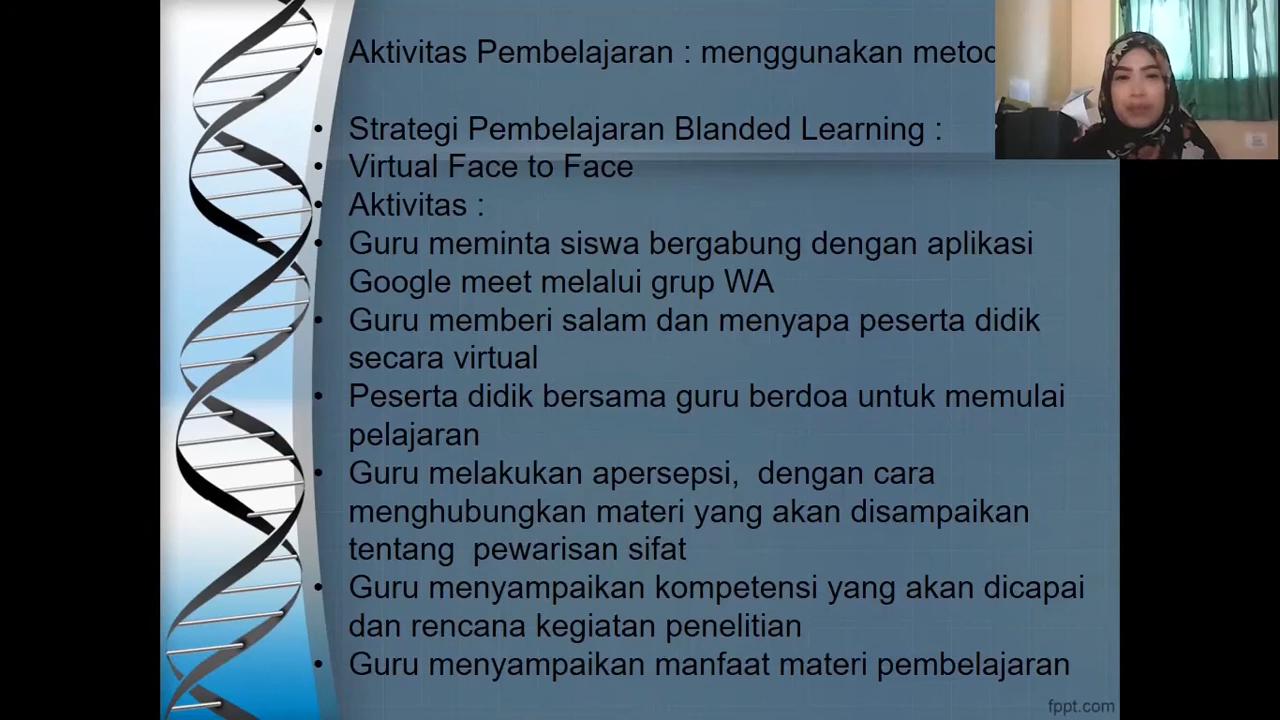 Aktivitas Pembelajaran : menggunakan
Strategi Pembelajaran Blanded Learning :
Virtual Face to Face
Aktivitas :
Guru meminta siswa bergabung dengan aplikasi
Google meet melalui grup WA
Guru memberi salam dan menyapa peserta didik
secara virtual
Peserta didik bersama guru berdoa untuk memulai
pelajaran
Guru melakukan apersepsi, dengan cara
menghubungkan materi yang akan disampaikan
tentang pewarisan sifat
Guru menyampaikan kompetensi yang akan dicapai
dan rencana kegiatan penelitian
Guru menyampaikan manfaat materi pembelajaran
fppt.com